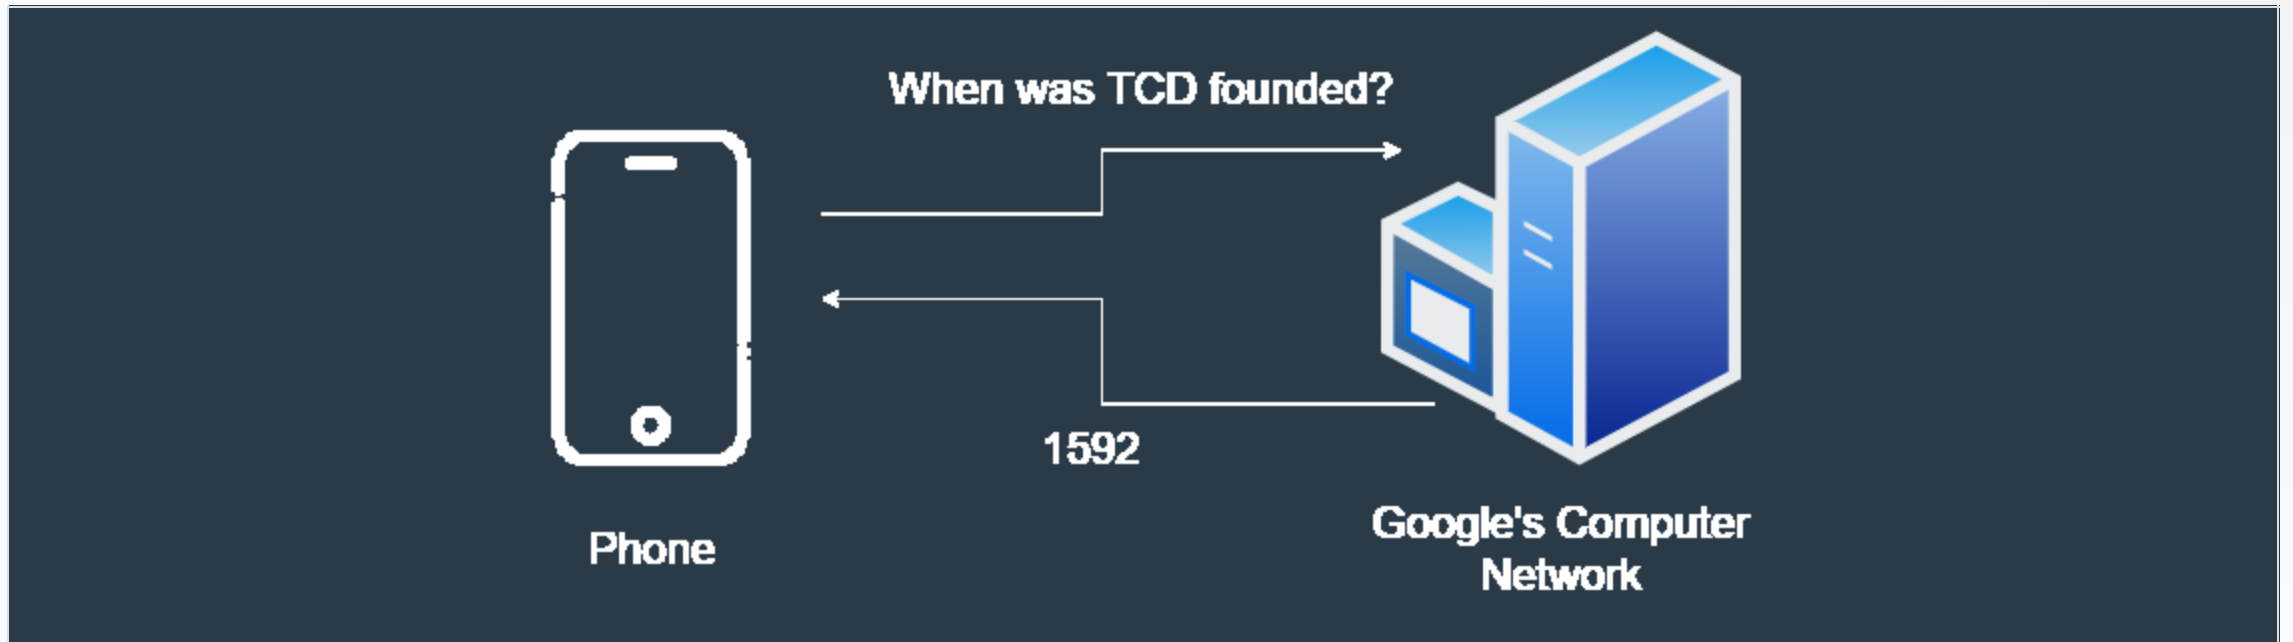 When was TCD founded?
1592
Phone
Google's Computer
Network